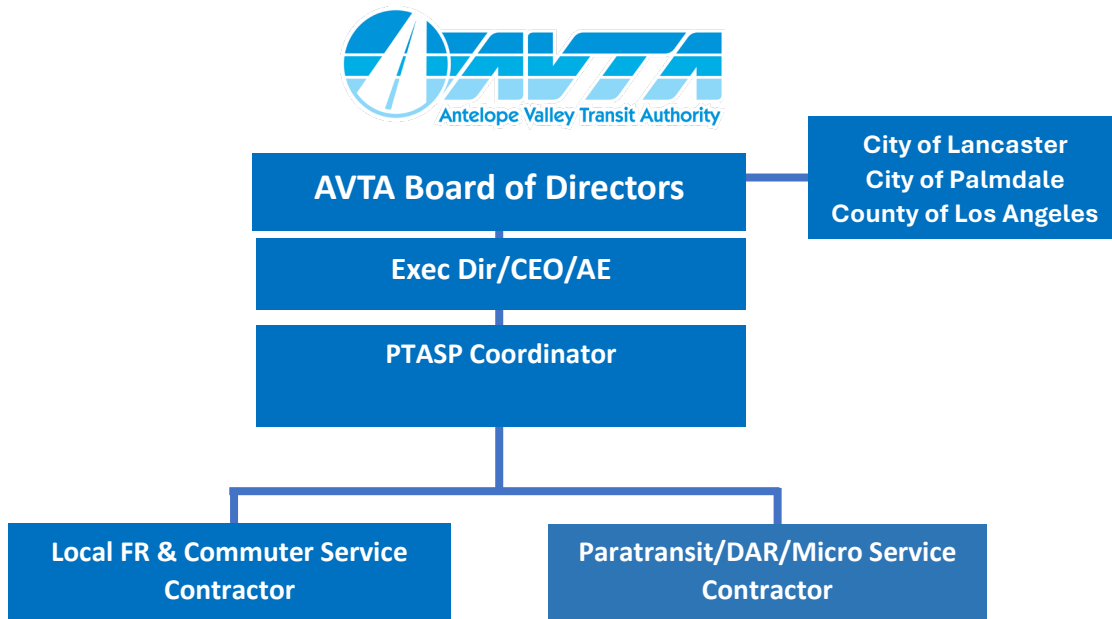 AVTA
Antelope Valley Transit Authority
City of Lancaster
City of Palmdale
County of Los Angeles
AVTA Board of Directors
Exec Dir/CEO/AE
PTASP Coordinator
Local FR & Commuter Service
Contractor
Paratransit/DAR/Micro Service
Contractor